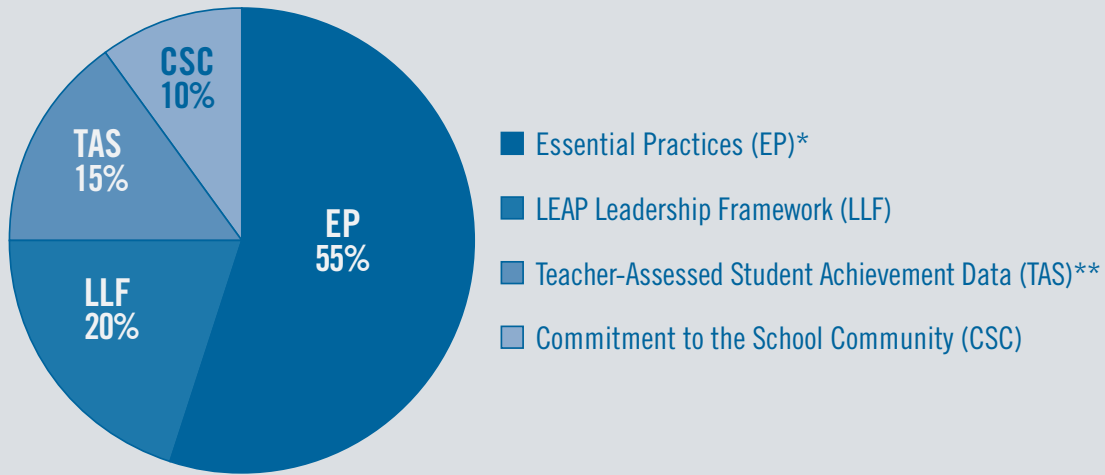 CSC
10%
TAS
15%
EP
55%
LLF
20%
Essential Practices (EP)*
LEAP Leadership Framework (LLF)
Teacher-Assessed Student Achievement Data (TAS)**
Commitment to the School Community (CSC)